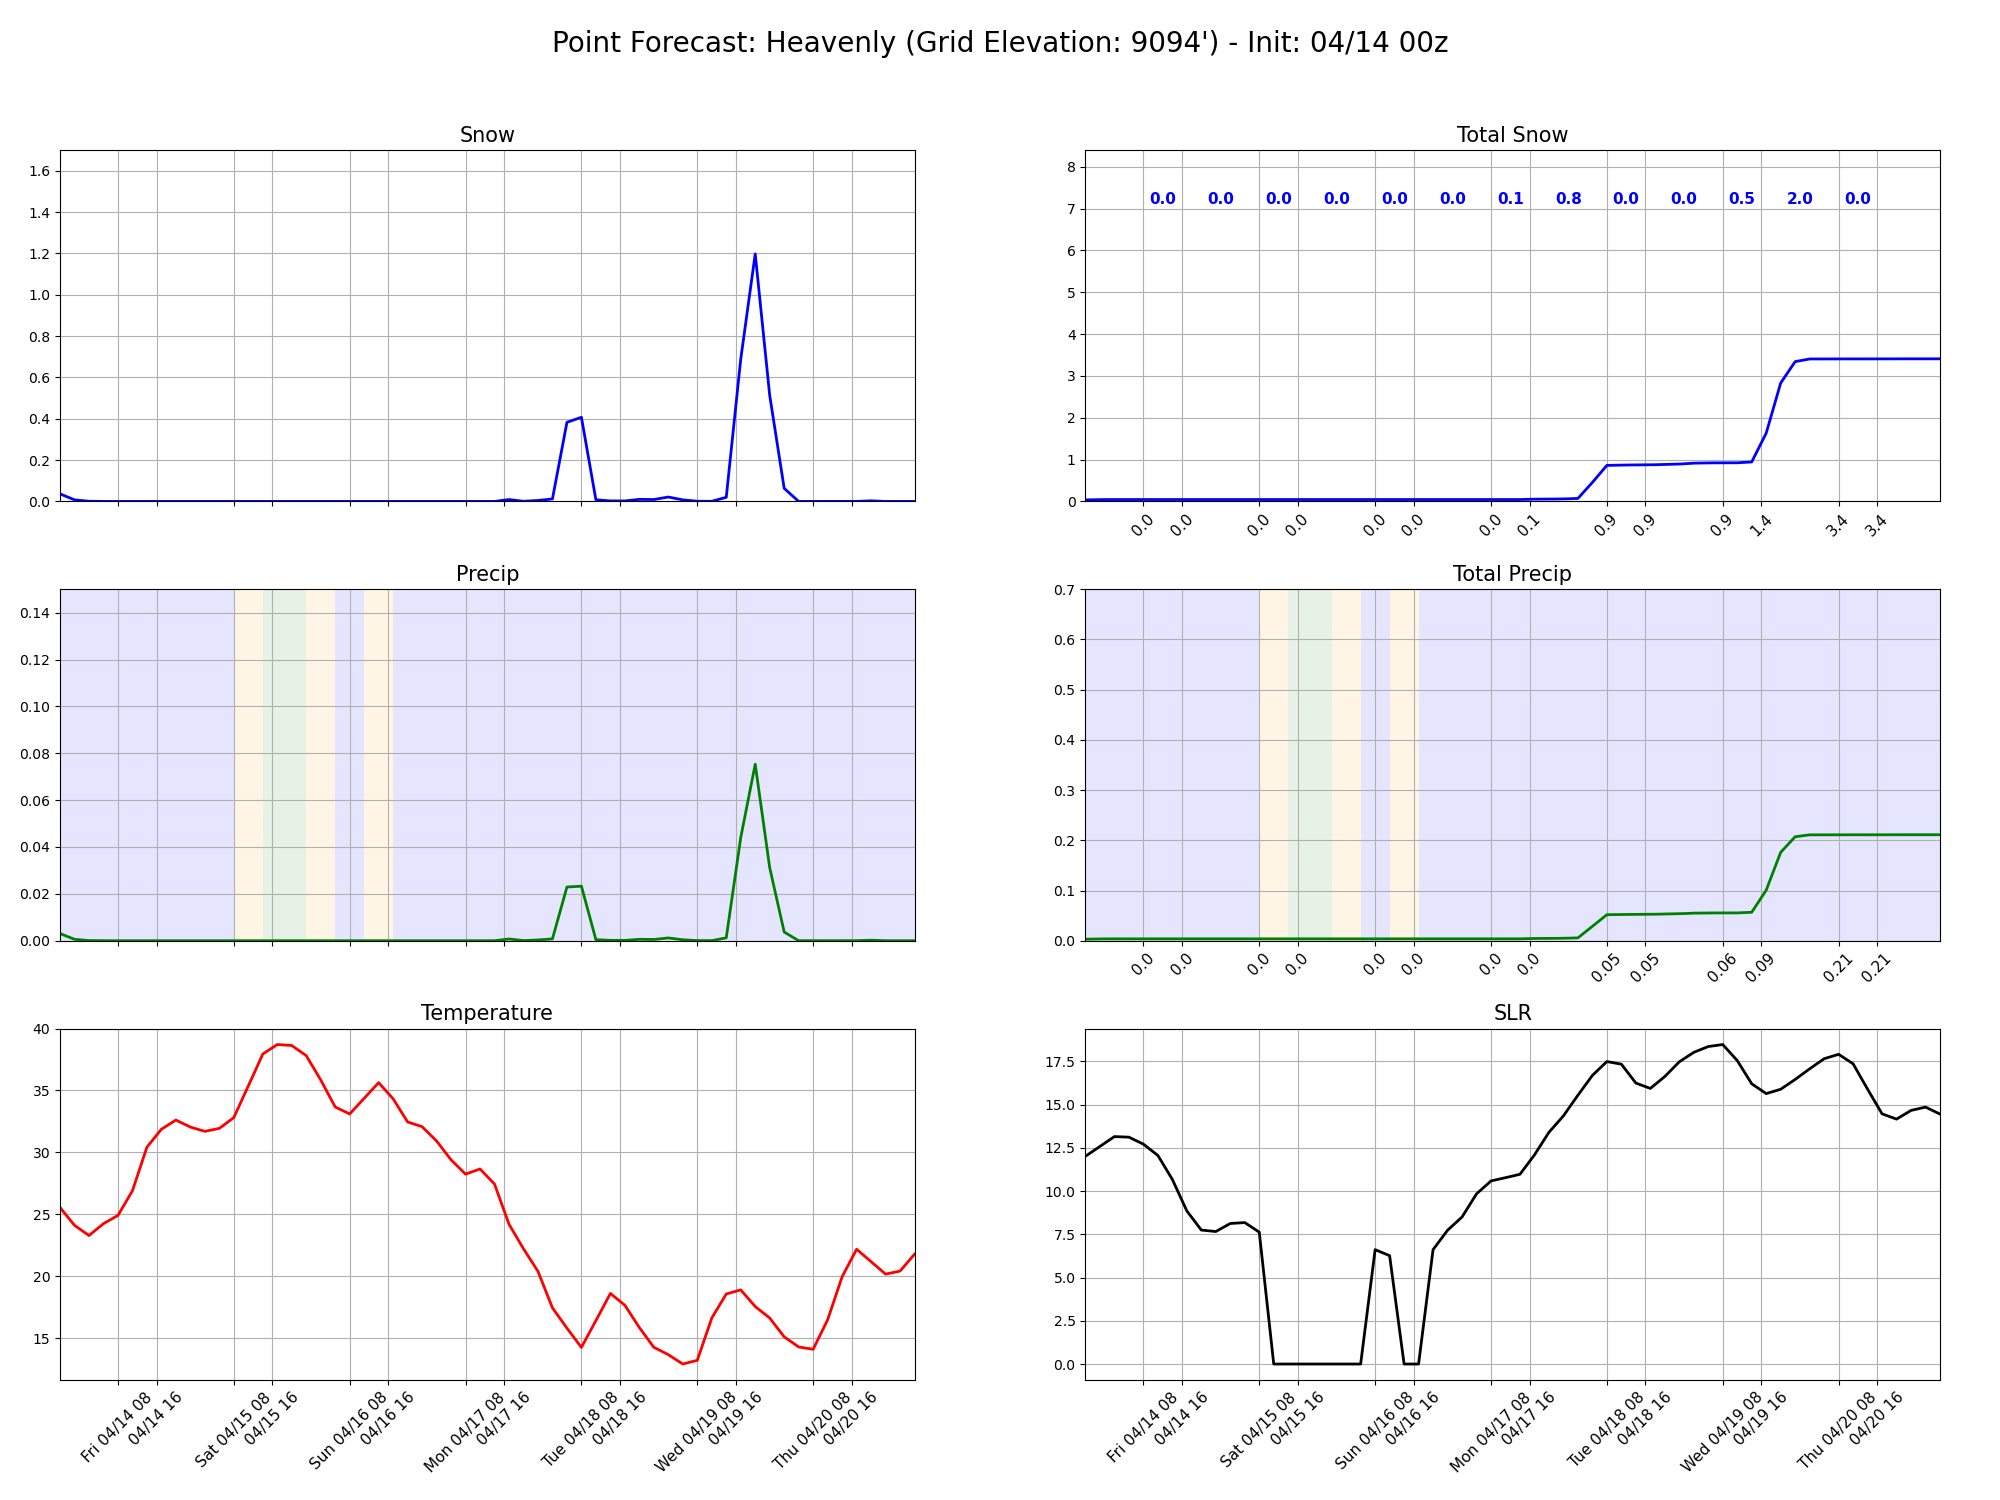 Point Forecast: Heavenly (Grid Elevation: 9094') - Init: 04/14 00z
Snow
1.6
1.4
1.2
1.0
0.8
0.6
0.4
0.2
0.0
Total Snow
8
7
6
5
4
3
2
1
0
0.0 0.0 0.0 0.0 0.0 0.0 0.1 0.8 0.0 0.0 0.5 2.0 0.0
0.0 0.0 0.0 0.0 0.0 0.0 0.0 0.1 0.9 0.9 0.9 1.4 3.4 3.4
Precip
0.14
0.12
0.10
0.08
0.06
0.04
0.02
0.00
Total Precip
0.7
0.6
0.5
0.4
0.3
0.2
0.1
0.0
0.0 0.0 0.0 0.0 0.0 0.0 0.0 0.0 0.05 0.05 0.06 0.09 0.21 0.21
Temperature
40
35
30
25
20
15
Fri 04/14 08
04/14 16
Sat 04/15 08
04/15 16
Sun 04/16 08
04/16 16
Mon 04/17 08
04/17 16
Tue 04/18 08
04/18 16
Wed 04/19 08
04/19 16
Thu 04/20 08
04/20 16
SLR
17.5
15.0
12.5
10.0
7.5
5.0
2.5
0.0
Fri 04/14 08
04/14 16
Sat 04/15 08
04/15 16
Sun 04/16 08
04/16 16
Mon 04/17 08
04/17 16
Tue 04/18 08
04/18 16
Wed 04/19 08
04/19 16
Thu 04/20 08
04/20 16